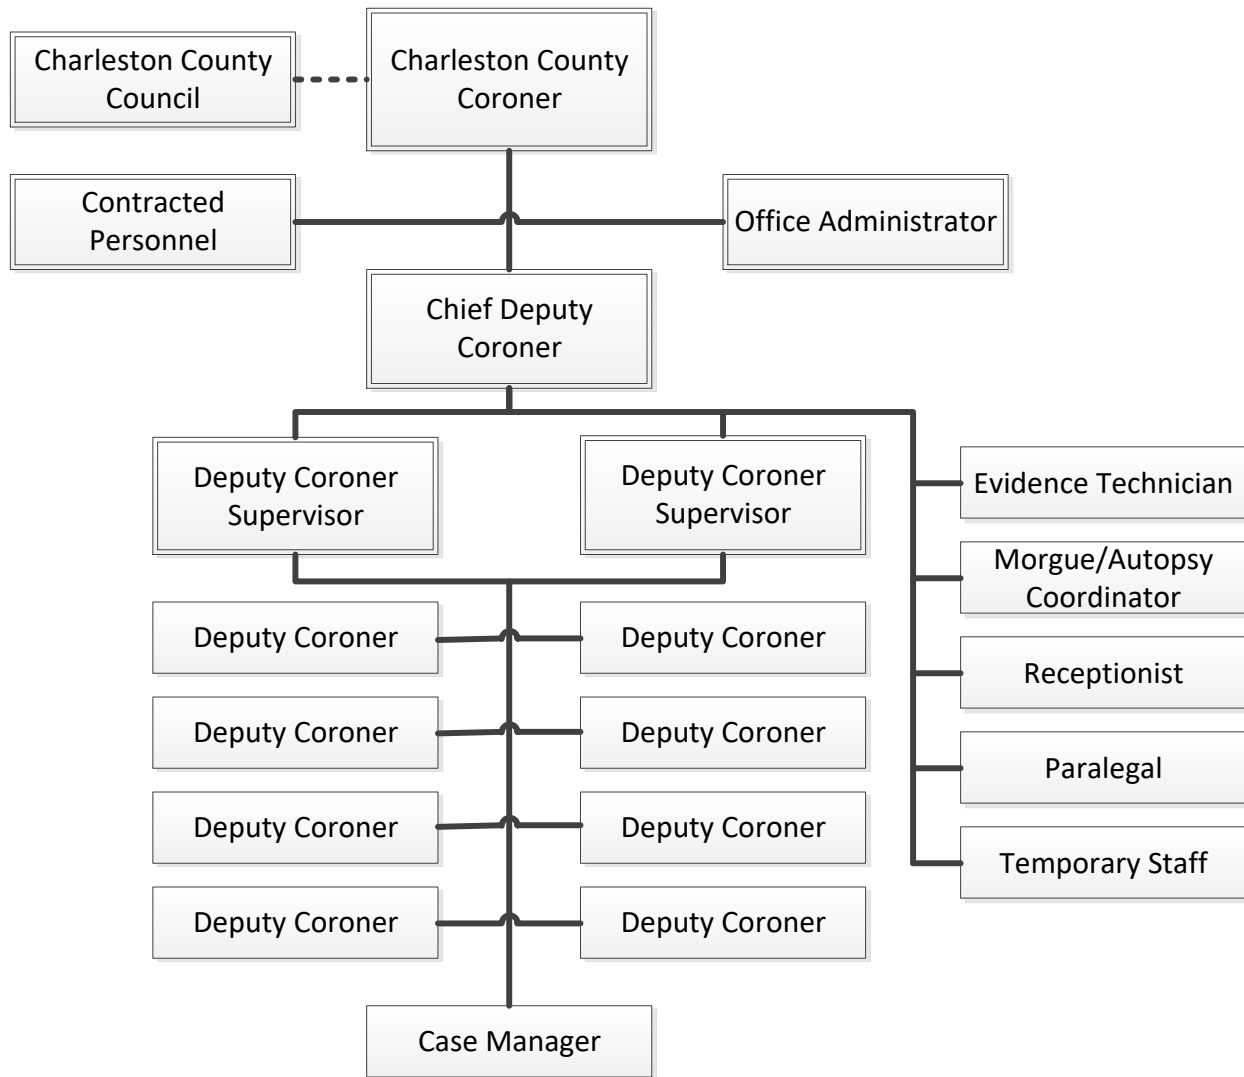 Charleston County
Council
Charleston County
Coroner
Contracted
Personnel
Office Administrator
Chief Deputy
Coroner
Deputy Coroner
Supervisor
Deputy Coroner
Supervisor
Evidence Technician
Morgue/Autopsy
Coordinator
Receptionist
Paralegal
Temporary Staff
Deputy Coroner
Deputy Coroner
Deputy Coroner
Deputy Coroner
Deputy Coroner
Deputy Coroner
Deputy Coroner
Deputy Coroner
Case Manager